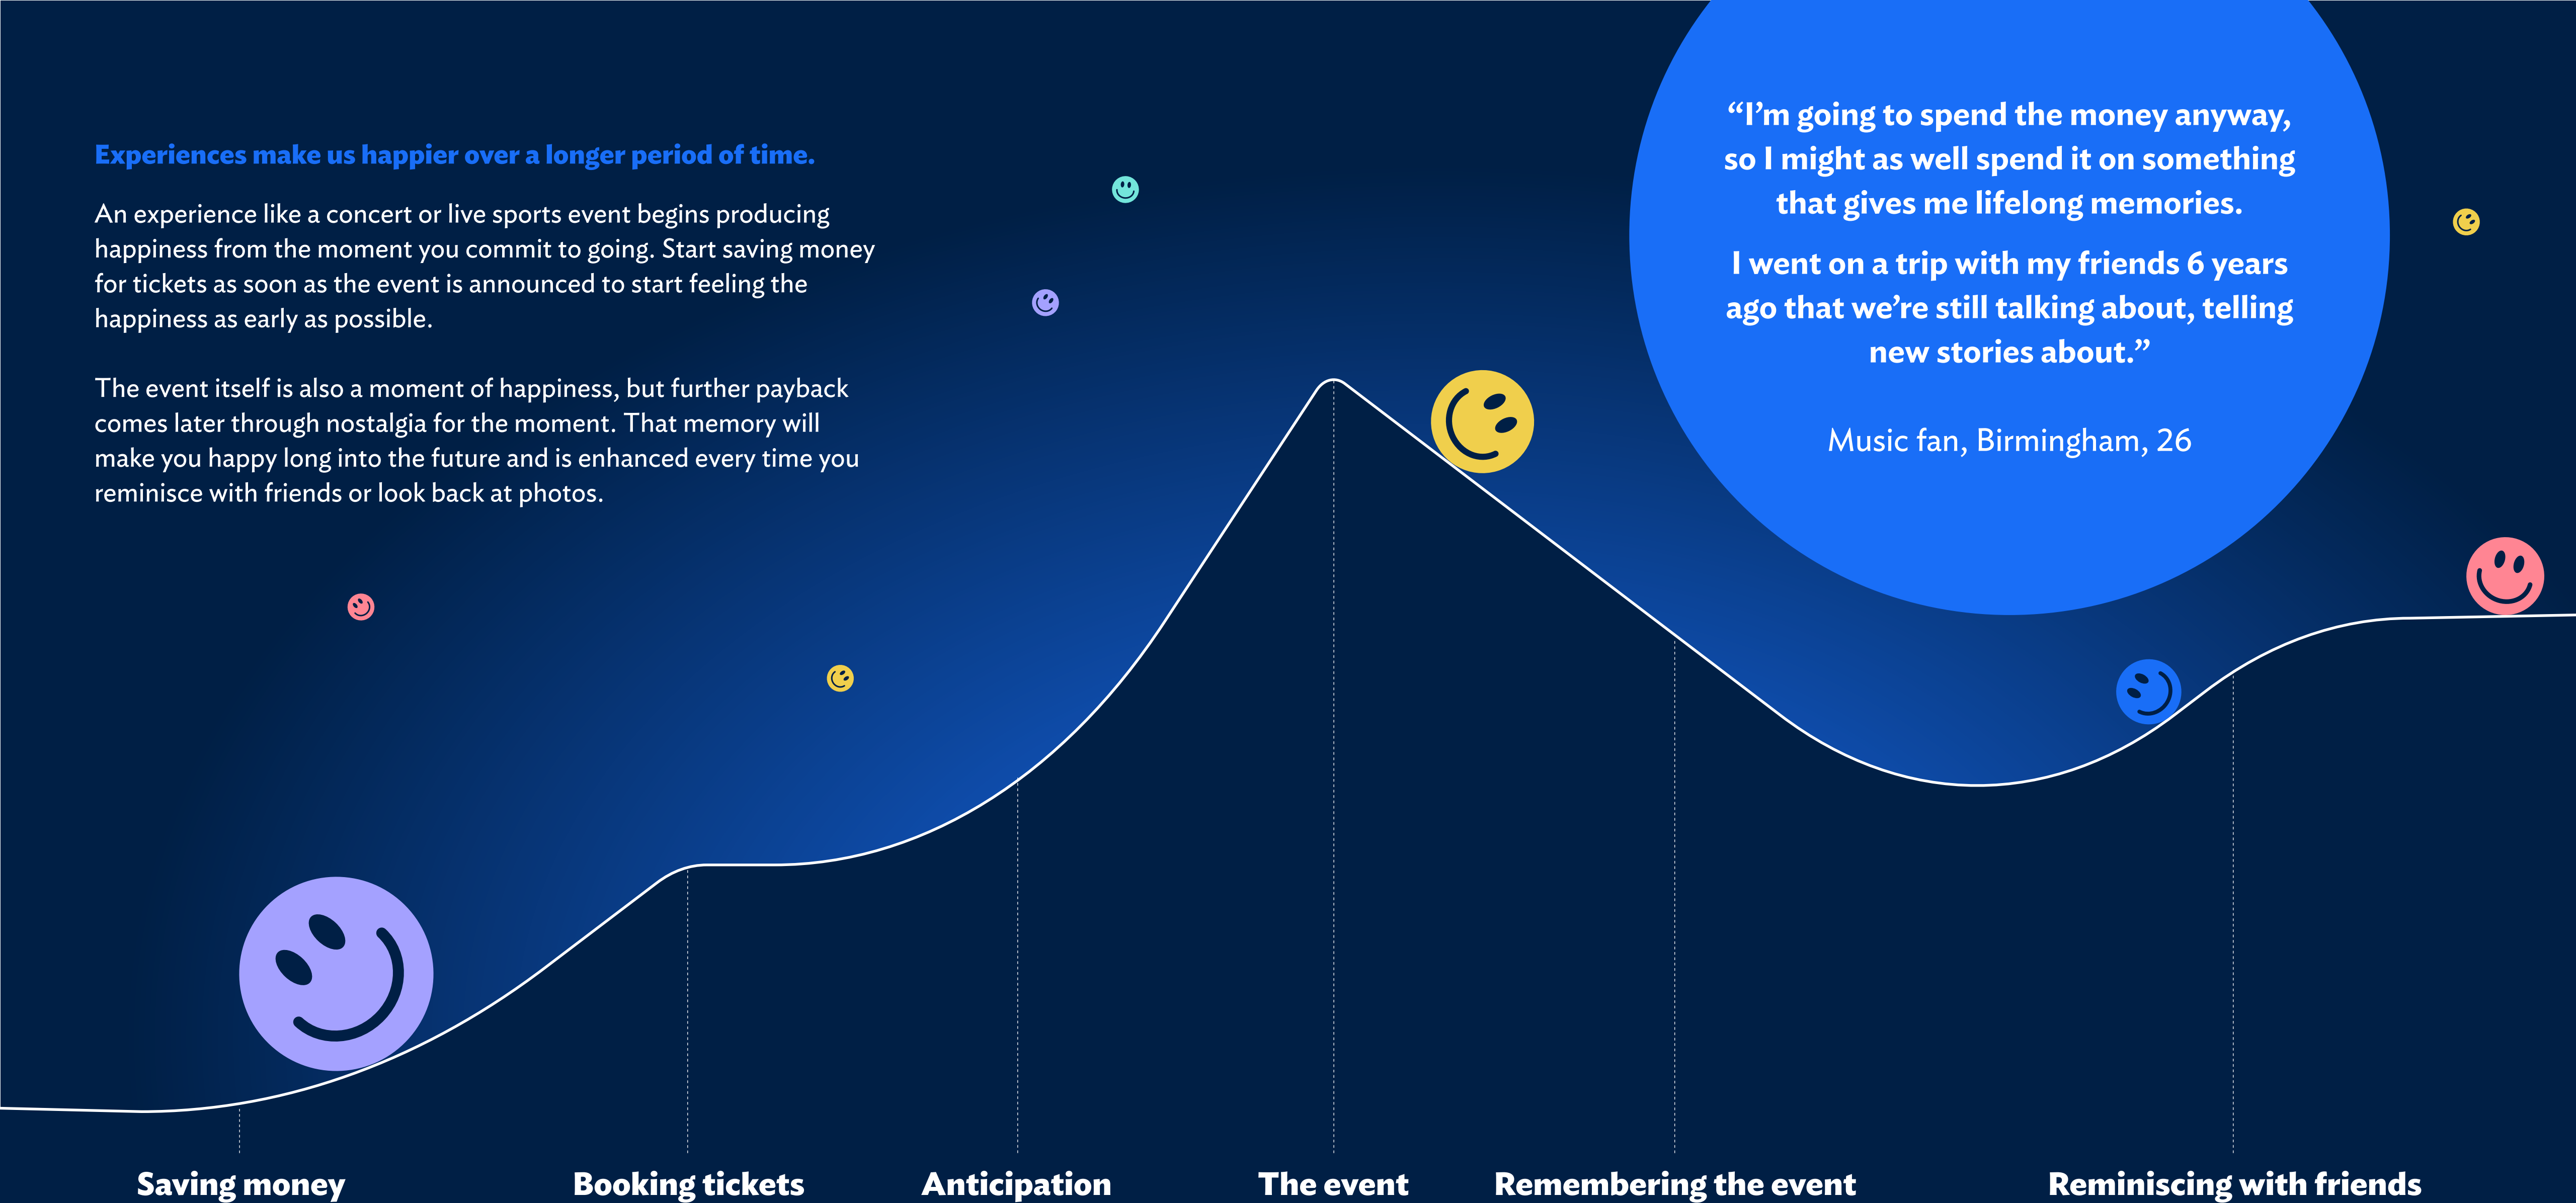 Experiences make us happier over a longer period of time.
An experience like a concert or live sports event begins producing
happiness from the moment you commit to going. Start saving money
for tickets as soon as the event is announced to start feeling the
happiness as early as possible.
The event itself is also a moment of happiness, but further payback
comes later through nostalgia for the moment. That memory will
make you happy long into the future and is enhanced every time you
reminisce with friends or look back at photos.
“I’m going to spend the money anyway,
so I might as well spend it on something
that gives me lifelong memories.
I went on a trip with my friends 6 years
ago that we’re still talking about, telling
new stories about.”
Music fan, Birmingham, 26
Saving money
Booking tickets
Anticipation
The event
Remembering the event
Reminiscing with friends